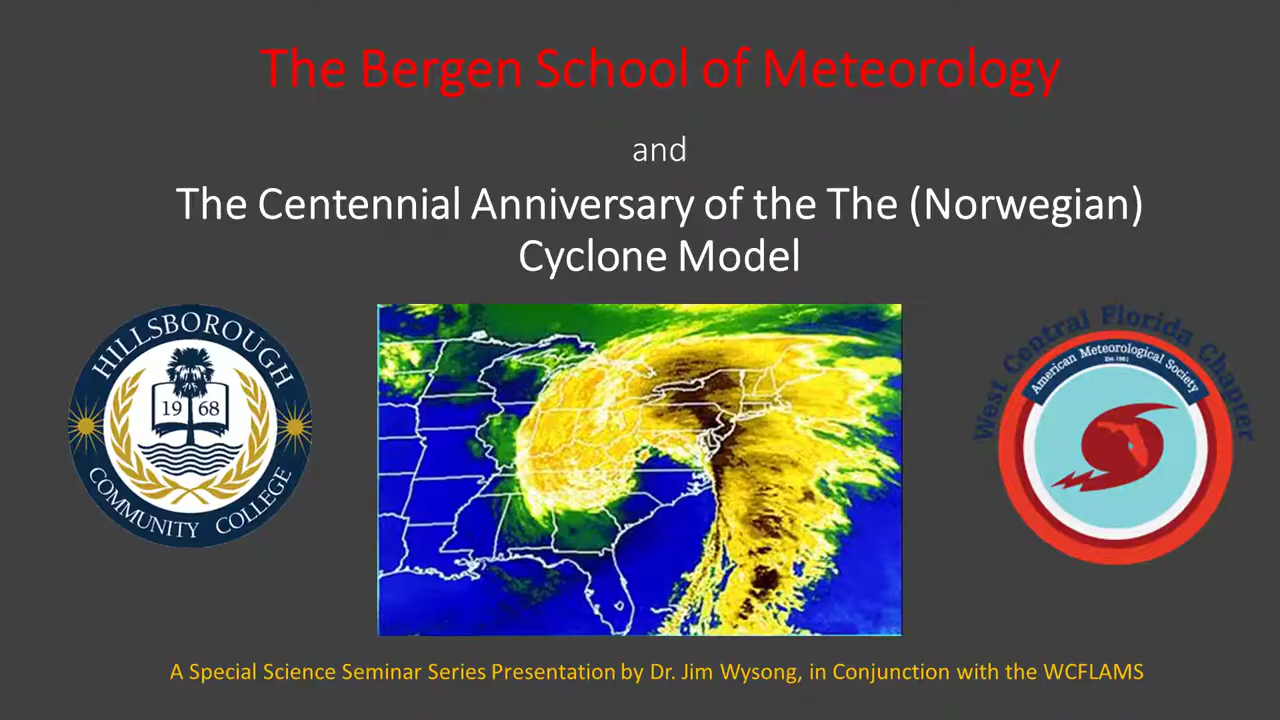 The Bergen School of Meteorology
and
The Centennial Anniversary of the The (Norwegian)
Cyclone Model
HILLSBOROUGH
19 68
COMMUNITY COLLEGE
West Central Florida Chapter
American Meteorological Society
Est. 1981
A Special Science Seminar Series Presentation by Dr. Jim Wysong, in Conjunction with the WCFLAMS